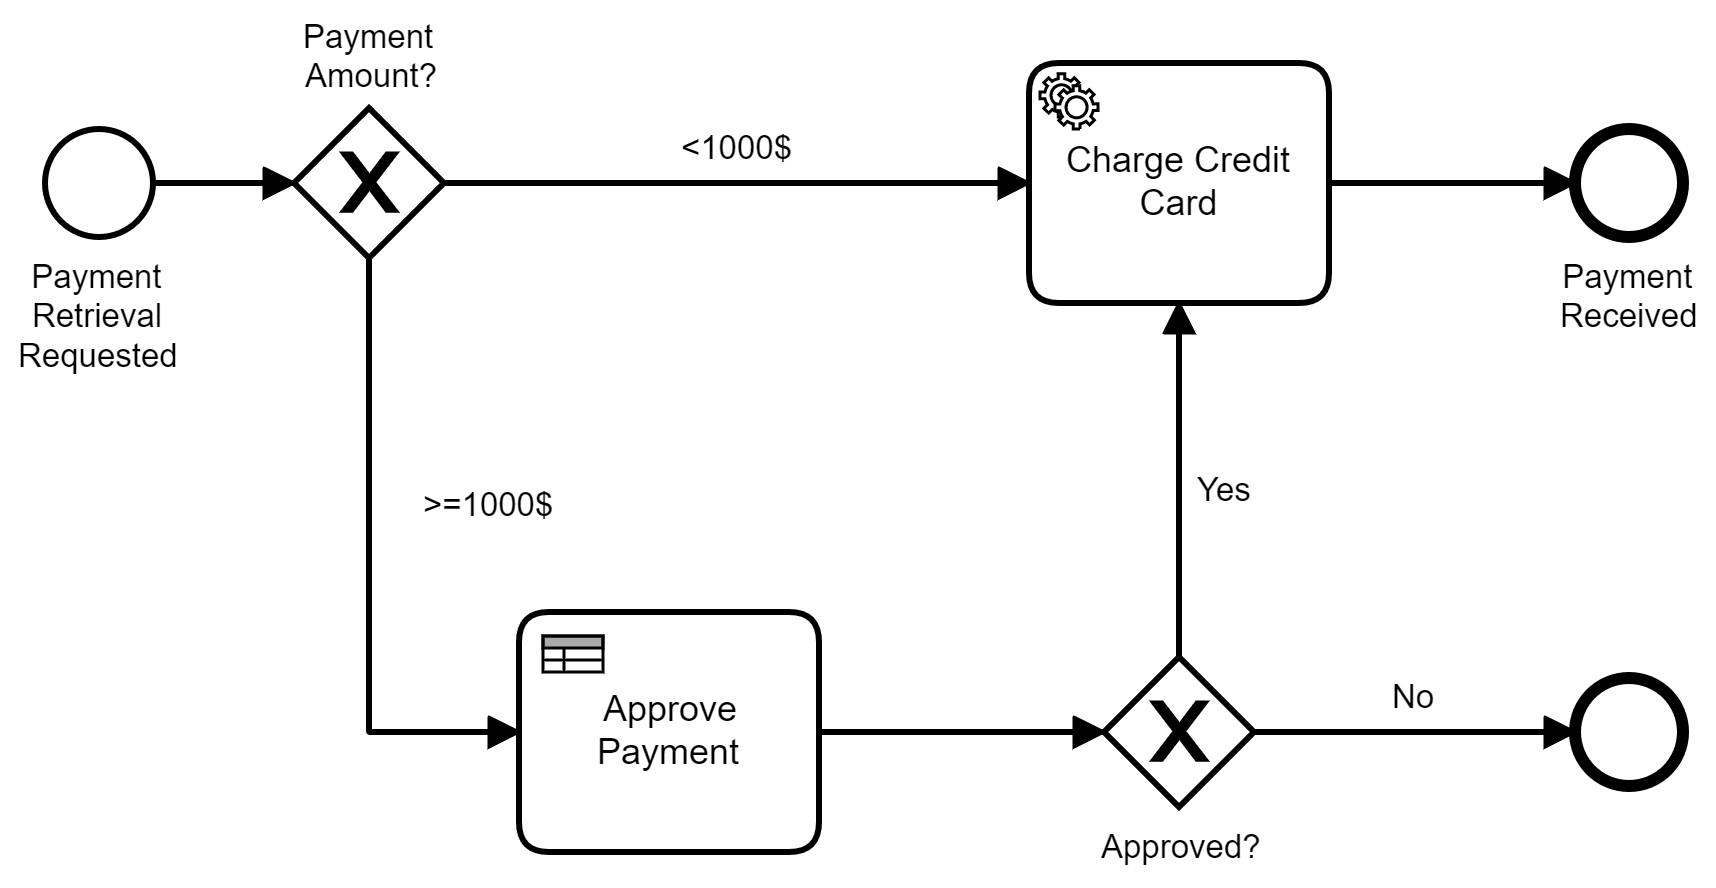 Payment
Amount?
<1000$
Charge Credit
Card
Payment
Retrieval
Requested
Payment
Received
>=1000$
Yes
Approve
Payment
No
Approved?